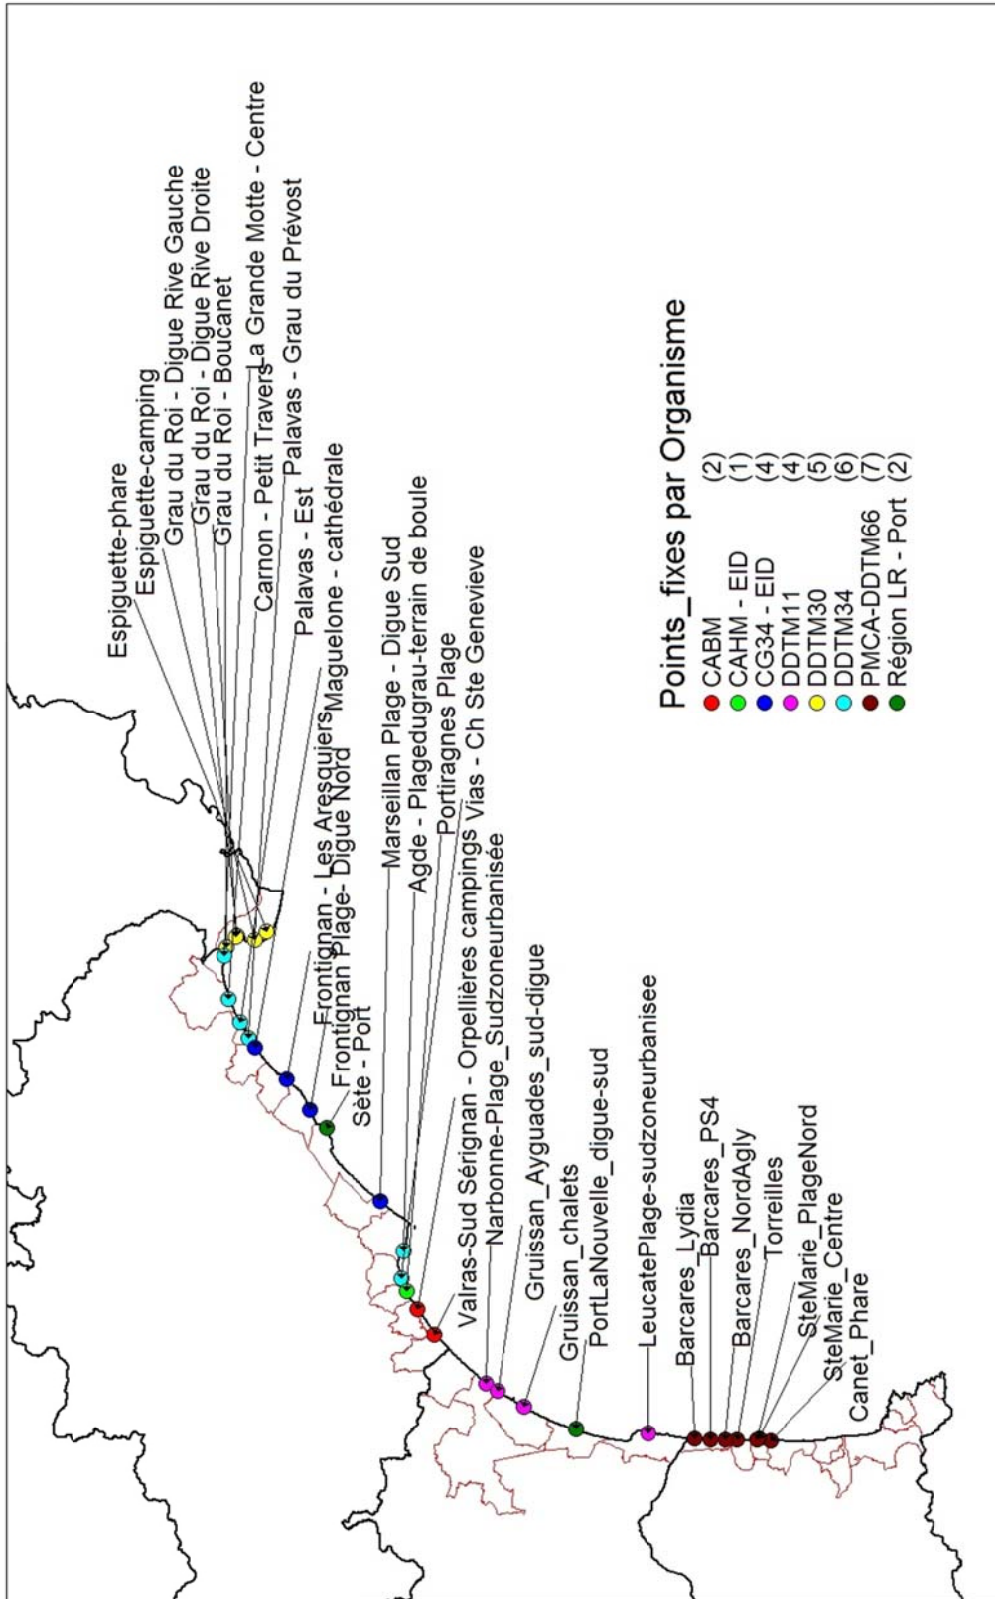 Espiguette-phare
Espiguette-camping
Grau du Roi - Digue Rive Gauche
Grau du Roi - Digue Rive Droite
Grau du Roi - Boucanet
La Grande Motte - Centre
Carnon - Petit Travers
Palavas - Grau du Prévost
Palavas - Est
Maguelone - cathédrale
Frontignan - Les Aresquiers
Frontignan Plage- Digue Nord
Sète - Port
Marseillan Plage - Digue Sud
Agde - Plagedugrau-terrain de boule
Portiragnes Plage
Vias - Ch Ste Genevieve
Sérignan - Orpellières campings
Valras-Sud
Narbonne-Plage_Sudzoneurbanisée
Gruissan_Ayguades_sud-digue
Gruissan_chalets
PortLaNouvelle_digue-sud
LeucatePlage-sudzoneurbanisee
Barcares_Lydia
Barcares_PS4
Barcares_NordAgly
Torreilles
SteMarie_PlageNord
SteMarie_Centre
Canet_Phare
Points_fixes par Organisme
CABM (2)
CAHM - EID (1)
CG34 - EID (4)
DDTM11 (4)
DDTM30 (5)
DDTM34 (6)
PMCA-DDTM66 (7)
Région LR - Port (2)